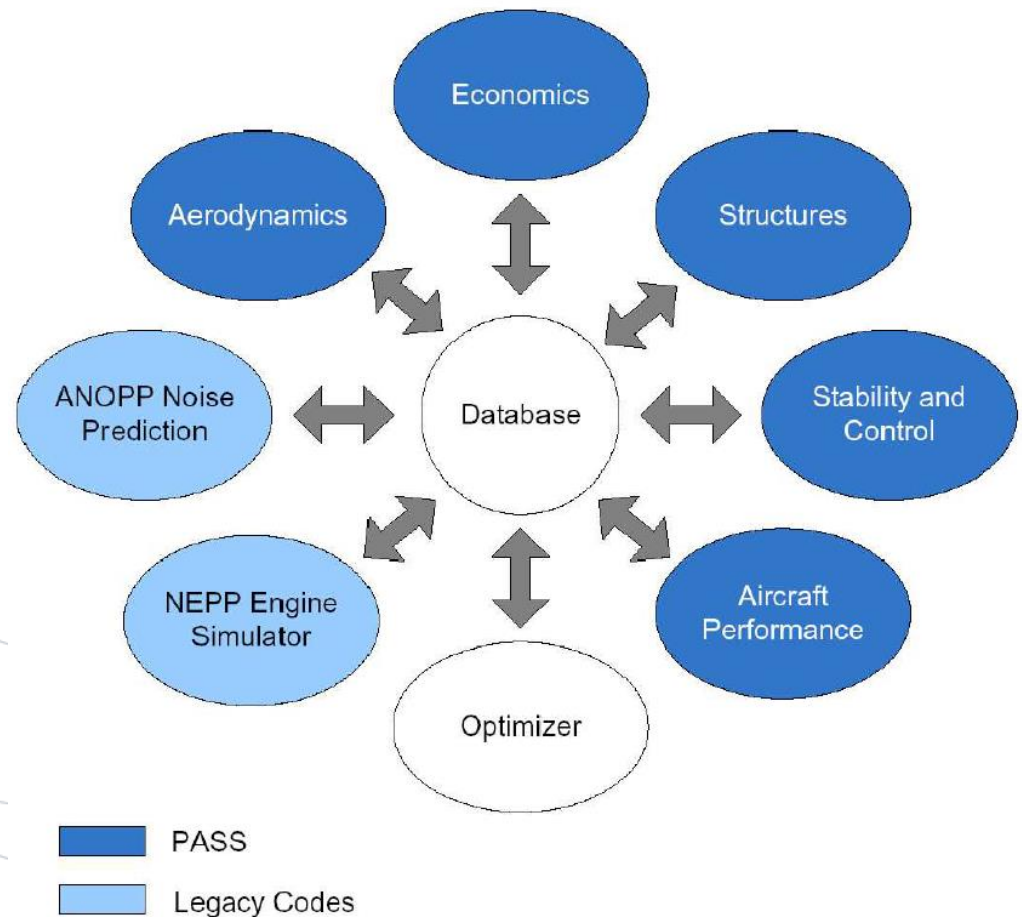 Economics
Aerodynamics
Structures
ANOPP Noise
Prediction
Database
Stability and
Control
NEPP Engine
Simulator
Aircraft
Performance
Optimizer
PASS
Legacy Codes